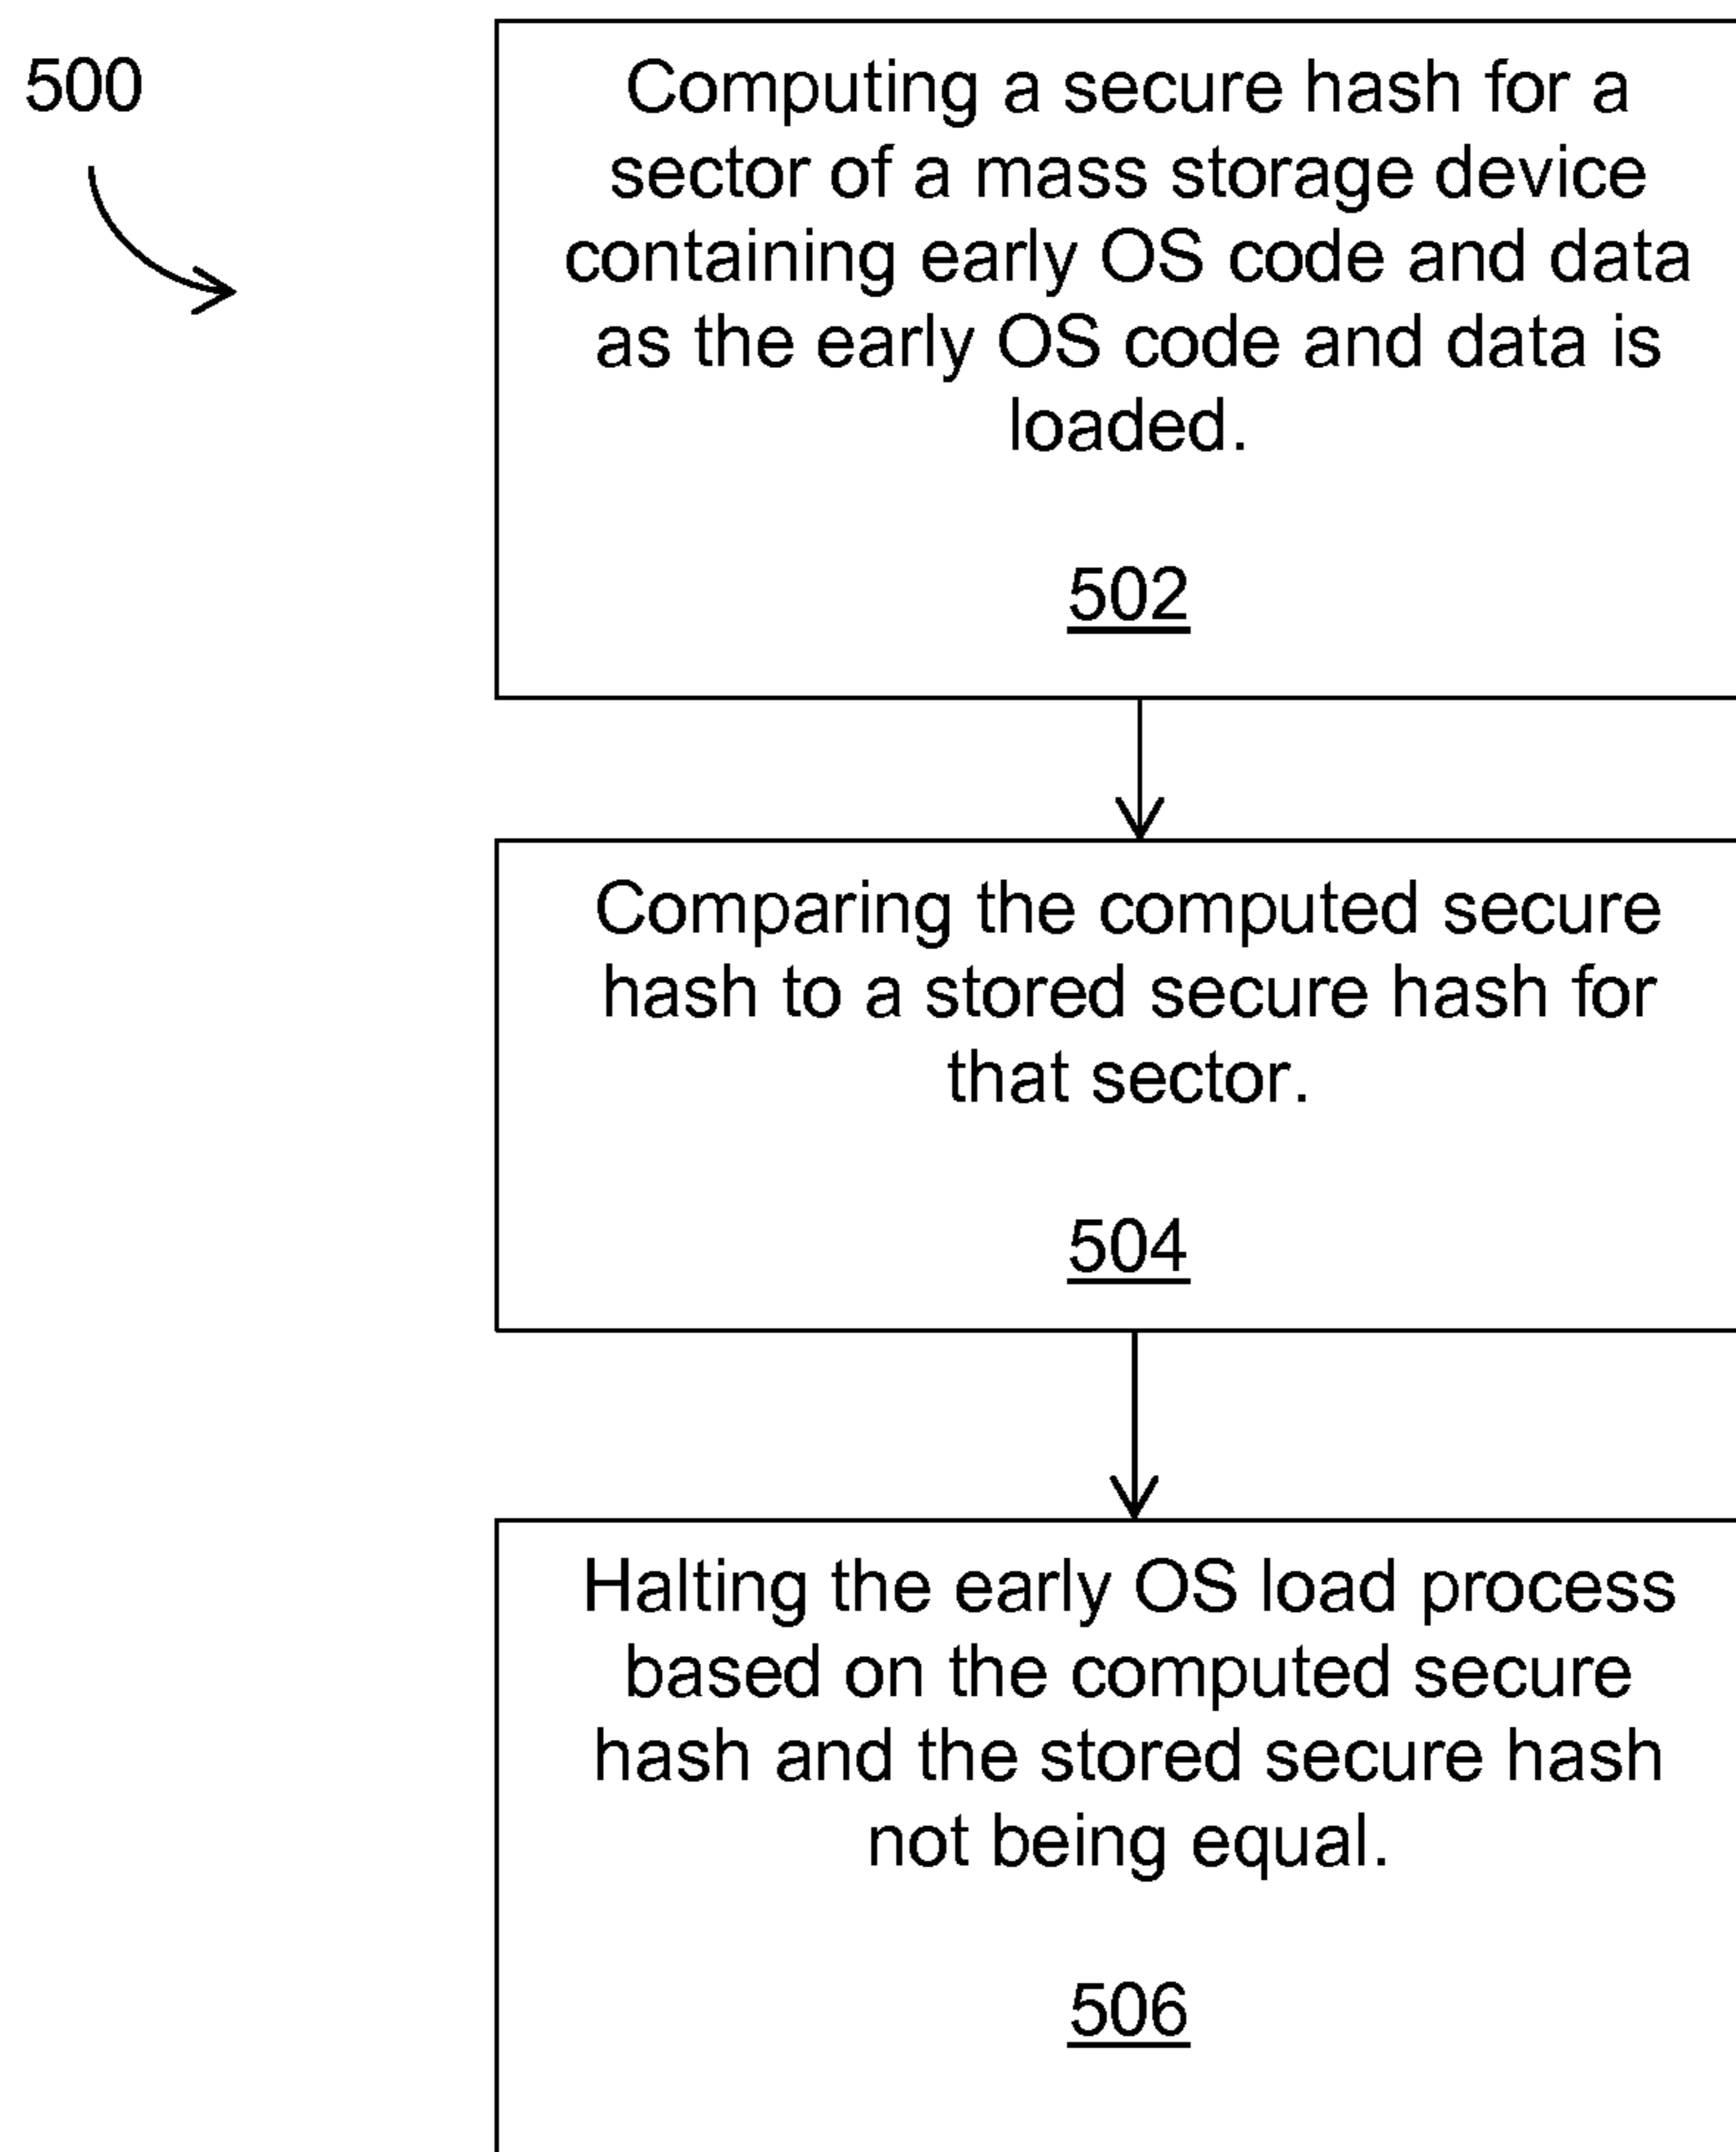 500
Computing a secure hash for a
sector of a mass storage device
containing early OS code and data
as the early OS code and data is
loaded.
502
Comparing the computed secure
hash to a stored secure hash for
that sector.
504
Halting the early OS load process
based on the computed secure
hash and the stored secure hash
not being equal.
506